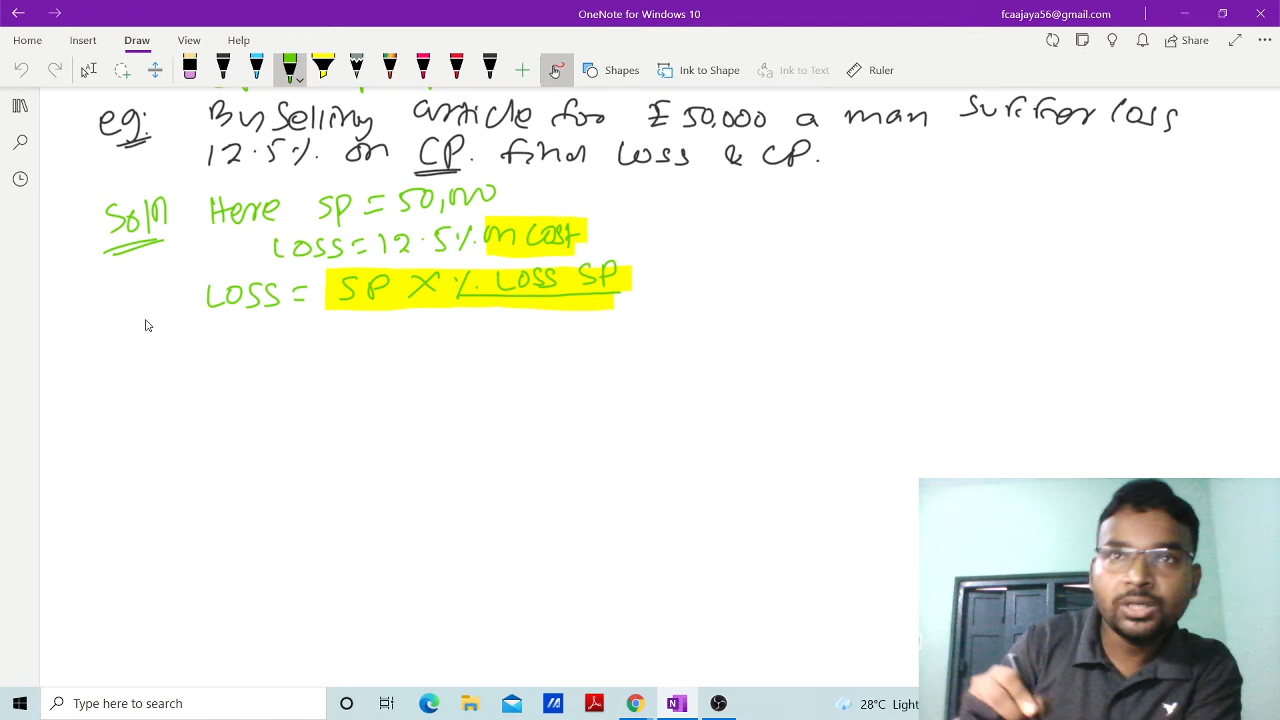 OneNote for Windows 10
fcaajaya56@gmail.com
Home Insert Draw View Help
Share
Shapes Ink to Shape Ink to Text Ruler
eg: By Selling article for ₹ 50,000 a man suffer loss
12.5% on CP. find Loss & CP.
Soln Here SP = 50,000
LOSS = 12.5% on cost
LOSS = SP X % LOSS SP
Type here to search
28°C Light